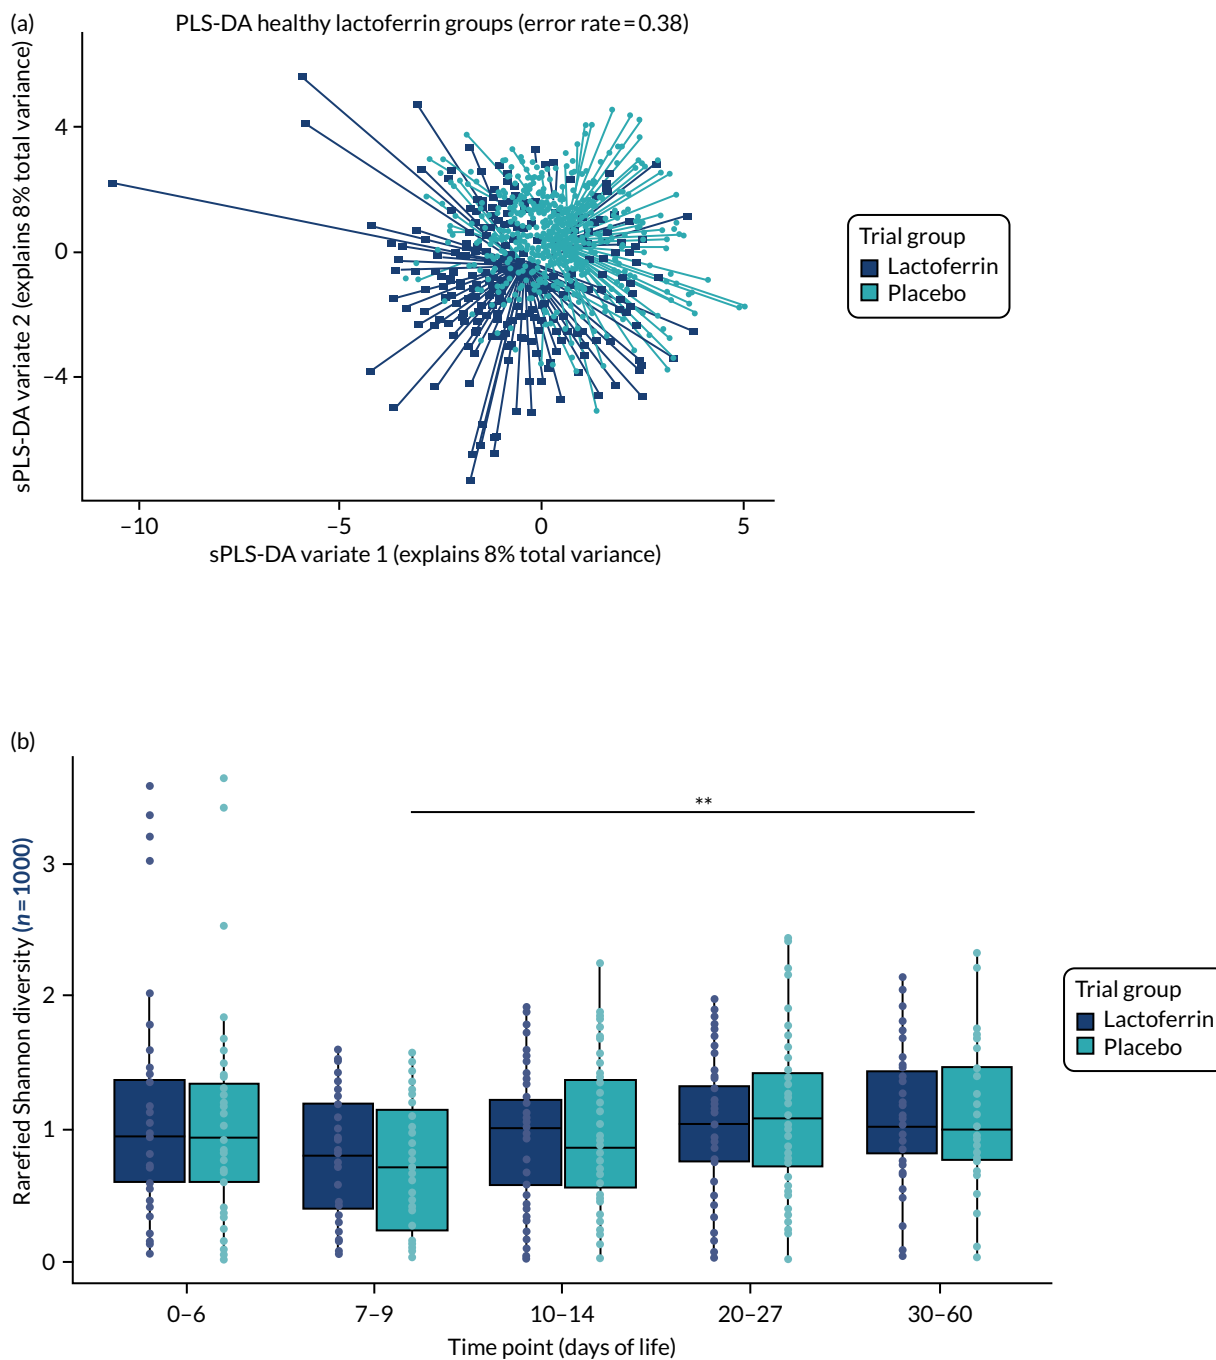 (a)
PLS-DA healthy lactoferrin groups (error rate = 0.38)
sPLS-DA variate 2 (explains 8% total variance)
4
0
−4
−10
−5
0
5
sPLS-DA variate 1 (explains 8% total variance)
Trial group
Lactoferrin
Placebo
(b)
Rarefied Shannon diversity (n = 1000)
**
3
2
1
0
0–6
7–9
10–14
20–27
30–60
Time point (days of life)
Trial group
Lactoferrin
Placebo